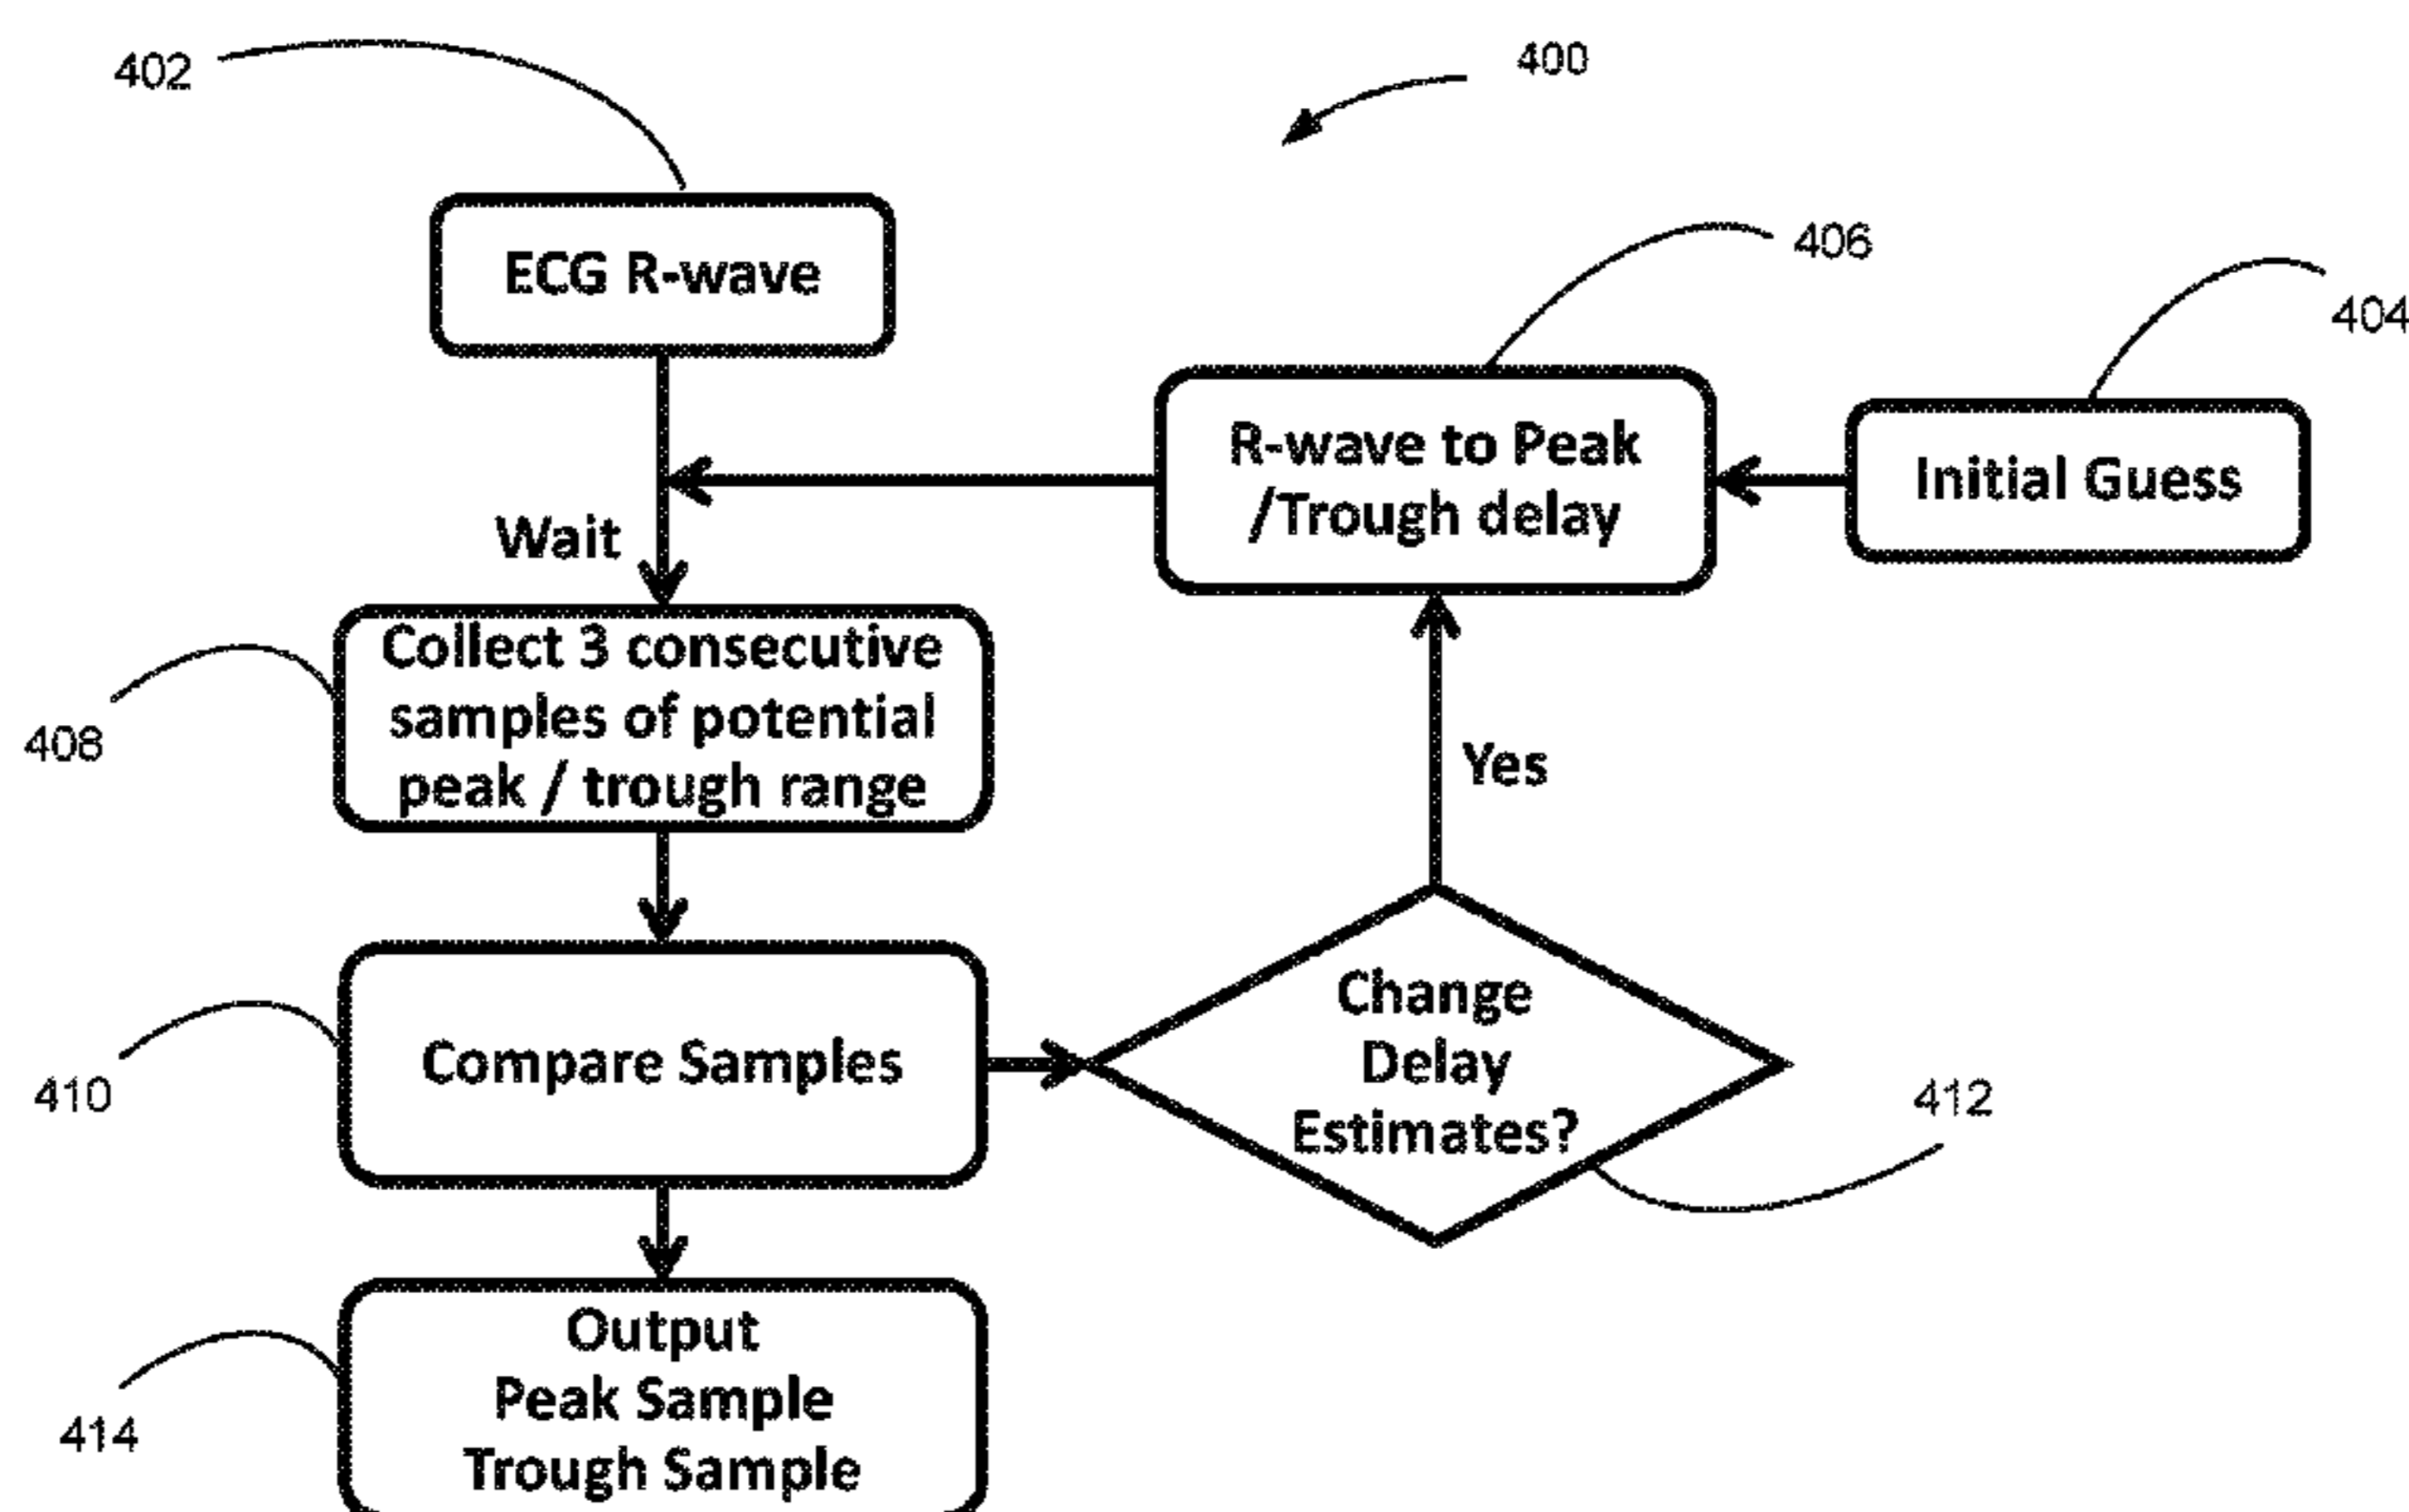 402
400
ECG R-wave
406
404
R-wave to Peak
/Trough delay
Initial Guess
Wait
Collect 3 consecutive
samples of potential
peak / trough range
408
Yes
Compare Samples
410
Change
Delay
Estimates?
412
Output
Peak Sample
Trough Sample
414